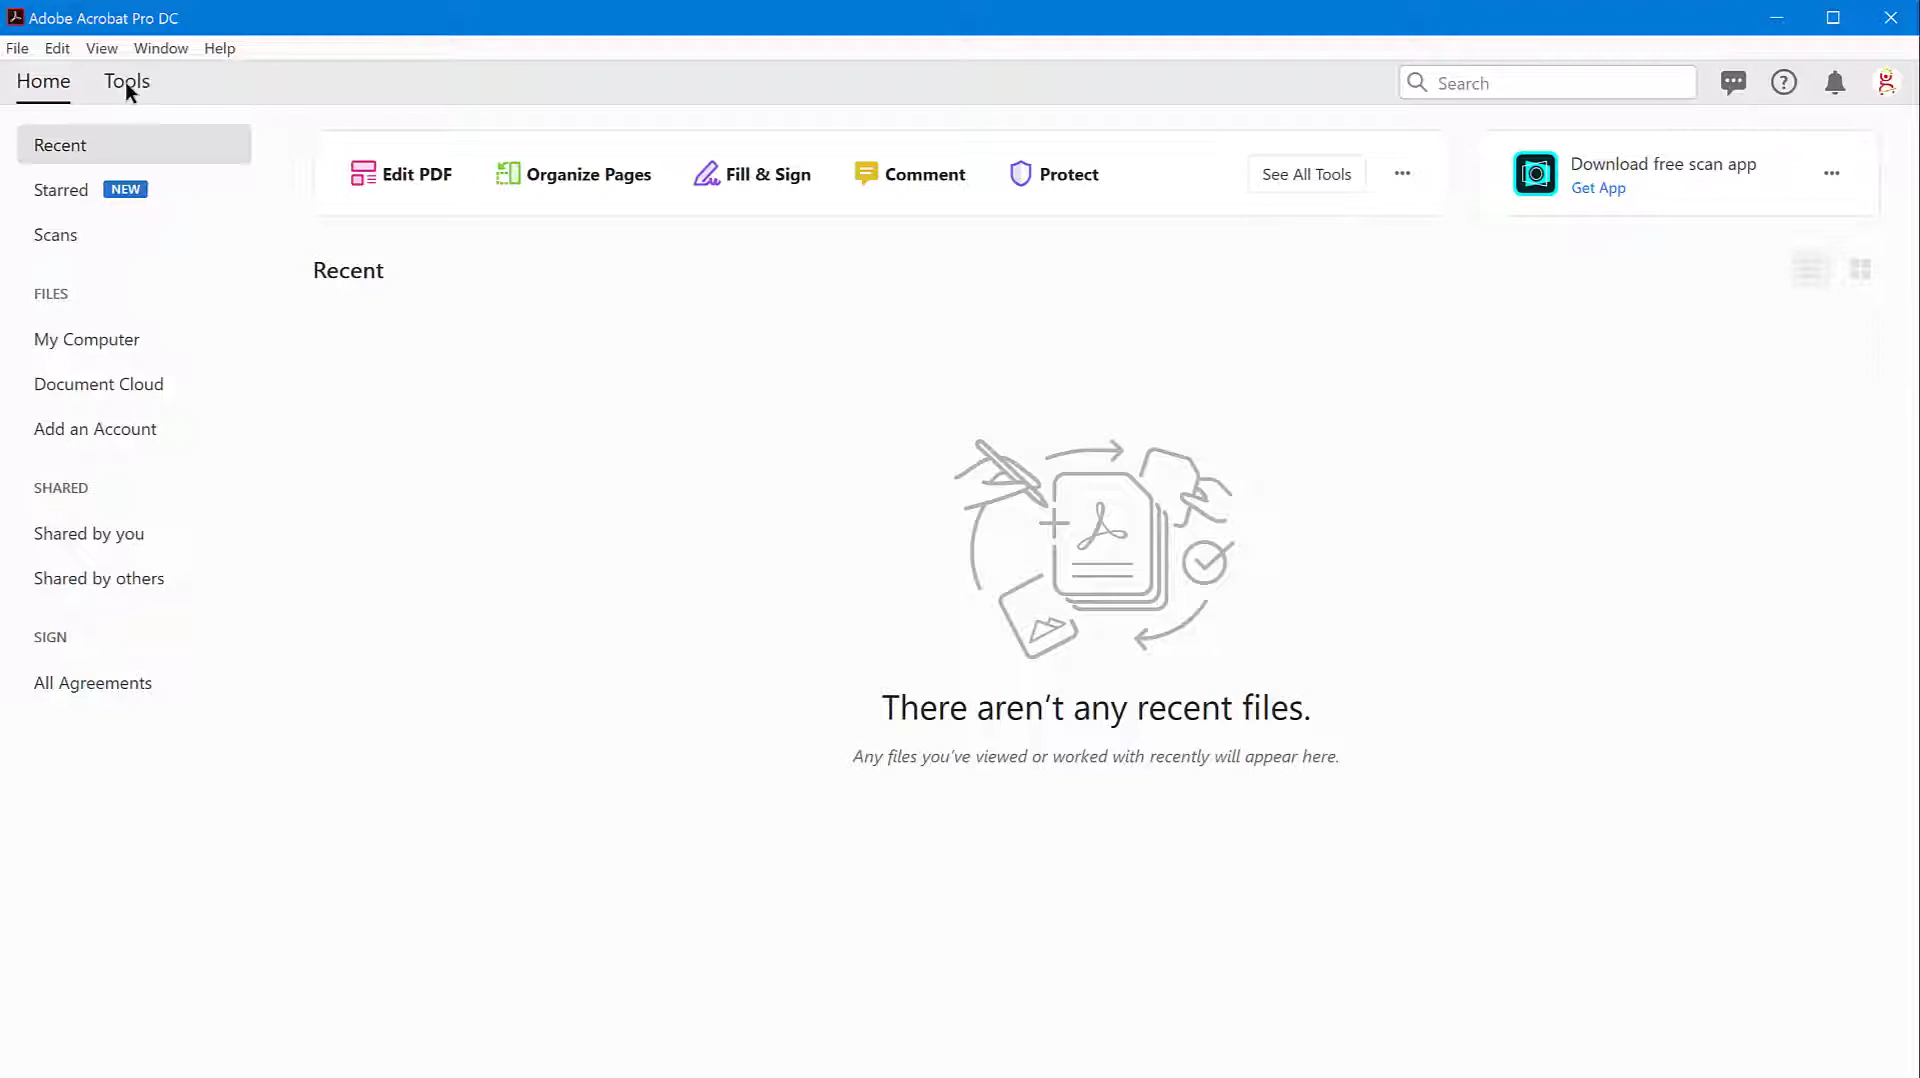 Adobe Acrobat Pro DC
File Edit View Window Help
Home Tools
Search
Recent
Starred NEW
Scans
FILES
My Computer
Document Cloud
Add an Account
SHARED
Shared by you
Shared by others
SIGN
All Agreements
Edit PDF Organize Pages Fill & Sign Comment Protect See All Tools
Download free scan app
Get App
Recent
There aren’t any recent files.
Any files you’ve viewed or worked with recently will appear here.